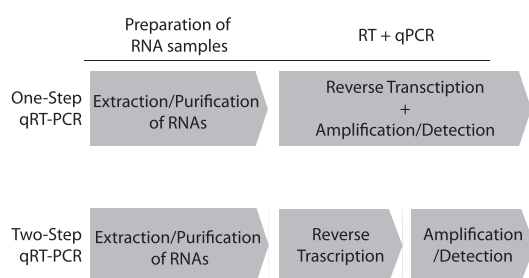 Preparation of
RNA samples
RT + qPCR
One-Step
qRT-PCR
Extraction/Purification
of RNAs
Reverse Transctiption
+
Amplification/Detection
Two-Step
qRT-PCR
Extraction/Purification
of RNAs
Reverse
Trascription
Amplification
/Detection